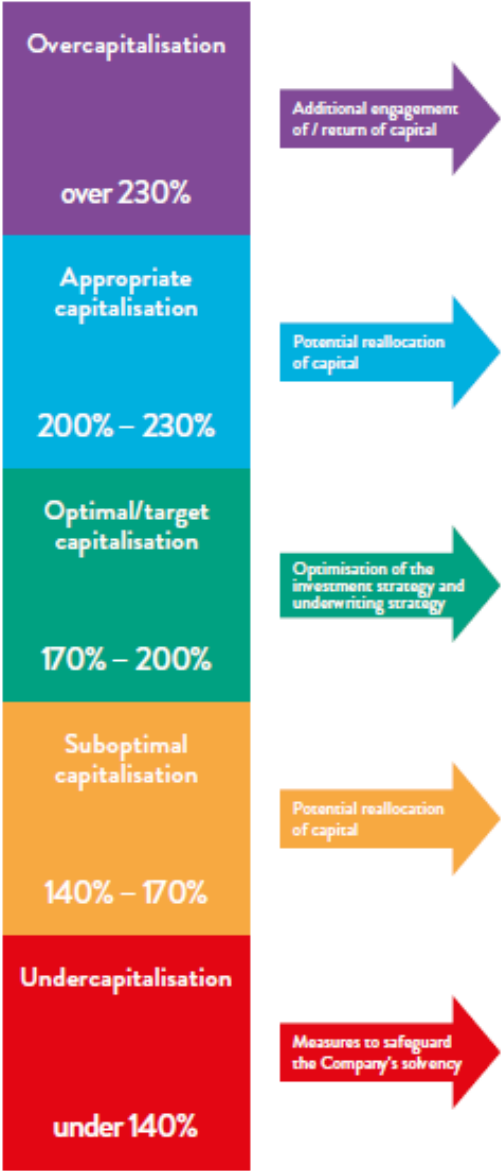 Overcapitalisation
over 230%
Additional engagement
of / return of capital
Appropriate
capitalisation
200% – 230%
Potential reallocation
of capital
Optimal/target
capitalisation
170% – 200%
Optimisation of the
investment strategy and
underwriting strategy
Suboptimal
capitalisation
140% – 170%
Potential reallocation
of capital
Undercapitalisation
under 140%
Measures to safeguard
the Company's solvency